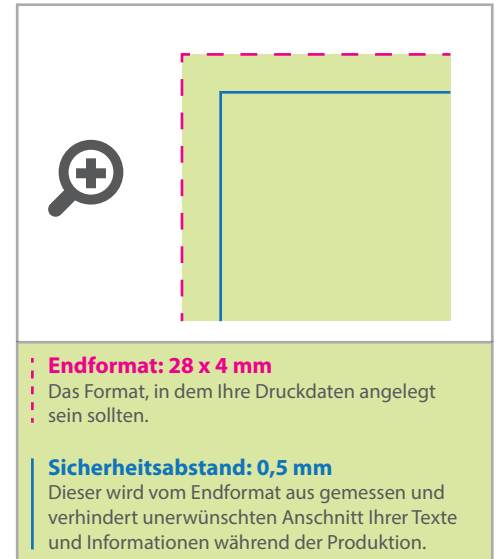 Endformat: 28 x 4 mm
Das Format, in dem Ihre Druckdaten angelegt
sein sollten.
Sicherheitsabstand: 0,5 mm
Dieser wird vom Endformat aus gemessen und
verhindert unerwünschten Anschnitt Ihrer Texte
und Informationen während der Produktion.